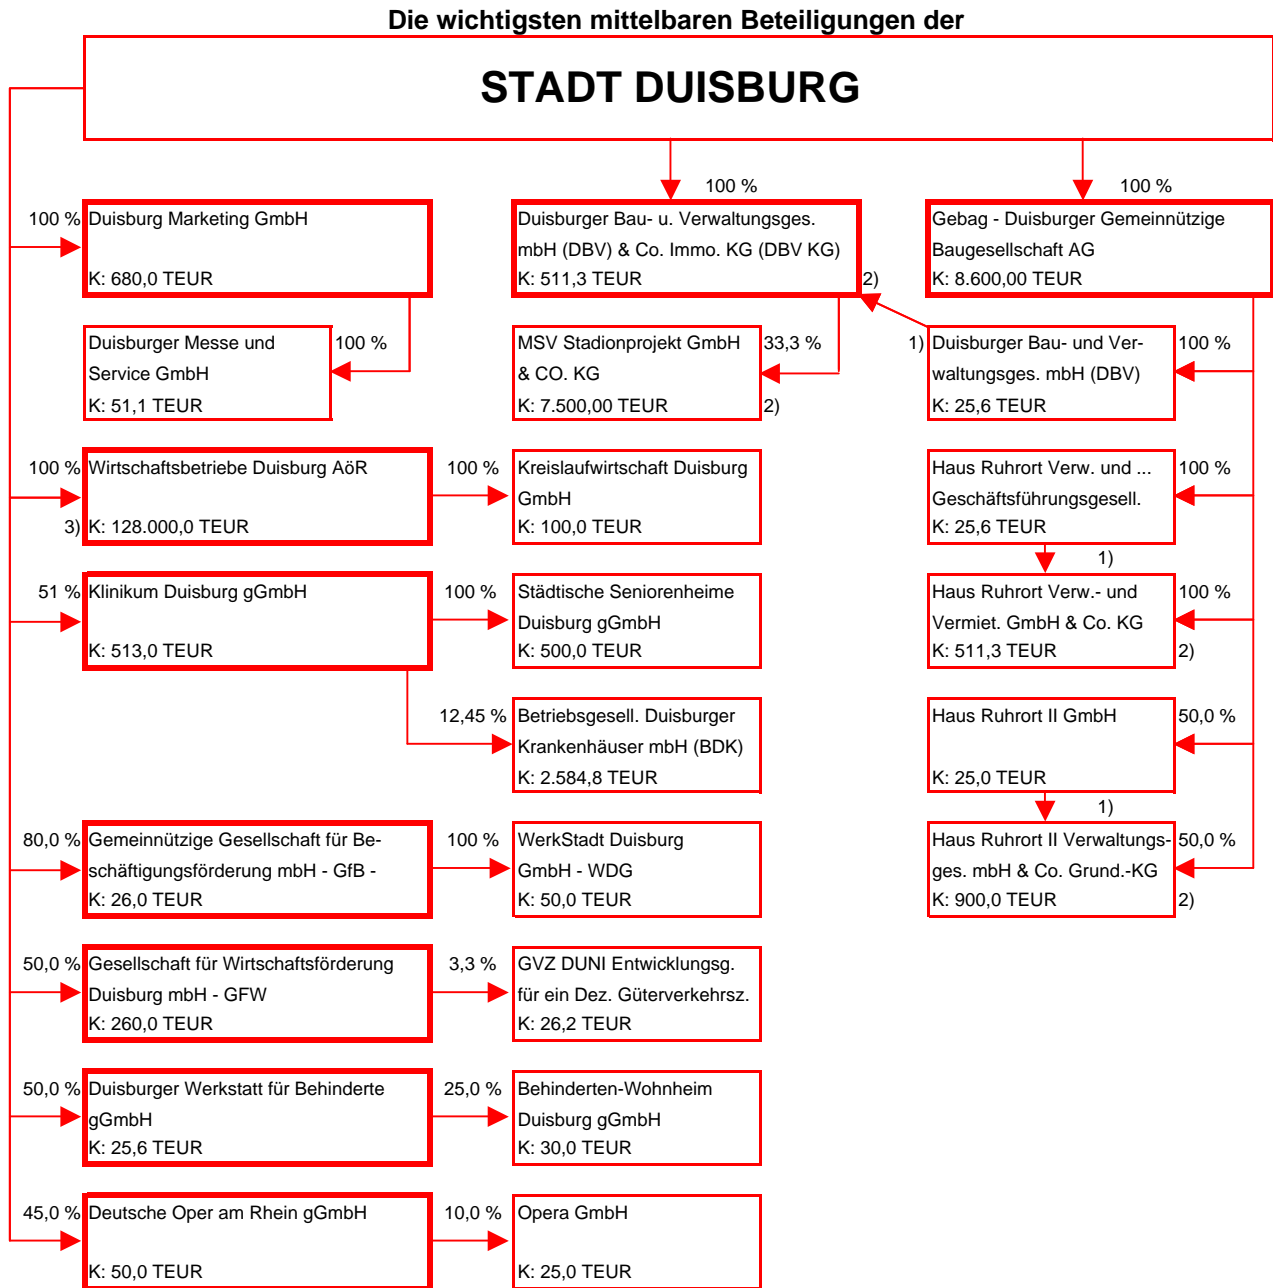 Die wichtigsten mittelbaren Beteiligungen der
STADT DUISBURG
100 %
100 %
100 %
Duisburg Marketing GmbH
K: 680,0 TEUR
Duisburger Bau- u. Verwaltungsges.
mbH (DBV) & Co. Immo. KG (DBV KG)
K: 511,3 TEUR
2)
Gebag - Duisburger Gemeinnützige
Baugesellschaft AG
K: 8.600,00 TEUR
Duisburger Messe und
Service GmbH
K: 51,1 TEUR
100 %
MSV Stadionprojekt GmbH
& CO. KG
K: 7.500,00 TEUR
33,3 %
2)
1)
Duisburger Bau- und Ver-
waltungsges. mbH (DBV)
K: 25,6 TEUR
100 %
100 %
3)
Wirtschaftsbetriebe Duisburg AöR
K: 128.000,0 TEUR
100 %
Kreislaufwirtschaft Duisburg
GmbH
K: 100,0 TEUR
Haus Ruhrort Verw. und ...
Geschäftsführungsgesell.
K: 25,6 TEUR
100 %
1)
51 %
Klinikum Duisburg gGmbH
K: 513,0 TEUR
100 %
Städtische Seniorenheime
Duisburg gGmbH
K: 500,0 TEUR
Haus Ruhrort Verw.- und
Vermiet. GmbH & Co. KG
K: 511,3 TEUR
100 %
2)
12,45 %
Betriebsgesell. Duisburger
Krankenhäuser mbH (BDK)
K: 2.584,8 TEUR
Haus Ruhrort II GmbH
K: 25,0 TEUR
50,0 %
1)
80,0 %
Gemeinnützige Gesellschaft für Be-
schäftigungsförderung mbH - GfB -
K: 26,0 TEUR
100 %
WerkStadt Duisburg
GmbH - WDG
K: 50,0 TEUR
Haus Ruhrort II Verwaltungs-
ges. mbH & Co. Grund.-KG
K: 900,0 TEUR
50,0 %
2)
50,0 %
Gesellschaft für Wirtschaftsförderung
Duisburg mbH - GFW
K: 260,0 TEUR
3,3 %
GVZ DUNI Entwicklungsg.
für ein Dez. Güterverkehrsz.
K: 26,2 TEUR
50,0 %
Duisburger Werkstatt für Behinderte
gGmbH
K: 25,6 TEUR
25,0 %
Behinderten-Wohnheim
Duisburg gGmbH
K: 30,0 TEUR
45,0 %
Deutsche Oper am Rhein gGmbH
K: 50,0 TEUR
10,0 %
Opera GmbH
K: 25,0 TEUR